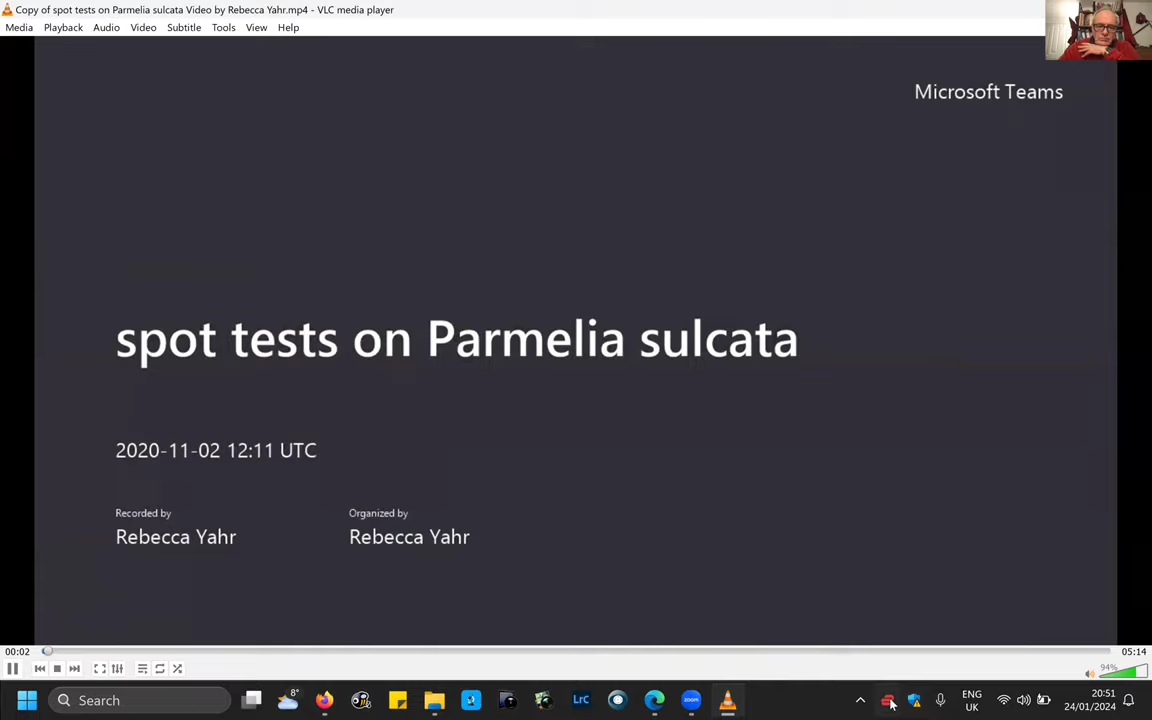 Copy of spot tests on Parmelia sulcata Video by Rebecca Yahr.mp4 - VLC media player
Media Playback Audio Video Subtitle Tools View Help
Microsoft Teams
spot tests on Parmelia sulcata
2020-11-02 12:11 UTC
Recorded by Organized by
Rebecca Yahr Rebecca Yahr
00:02 05:14
94%
8°
Search LrC zoom ENG UK 20:51 24/01/2024